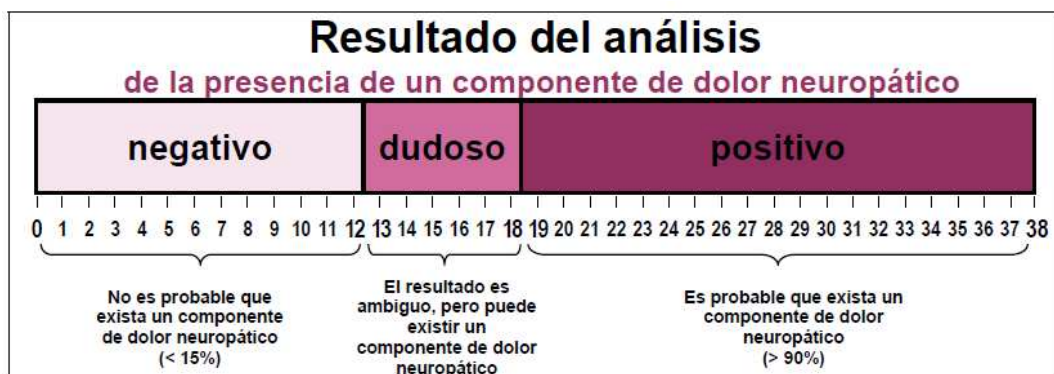 Resultado del análisis
de la presencia de un componente de dolor neuropático
negativo dudoso positivo
0 1 2 3 4 5 6 7 8 9 10 11 12 13 14 15 16 17 18 19 20 21 22 23 24 25 26 27 28 29 30 31 32 33 34 35 36 37 38
No es probable que
exista un componente
de dolor neuropático
(< 15%)
El resultado es
ambiguo, pero puede
existir un
componente de dolor
neuropático
Es probable que exista un
componente de dolor
neuropático
(> 90%)